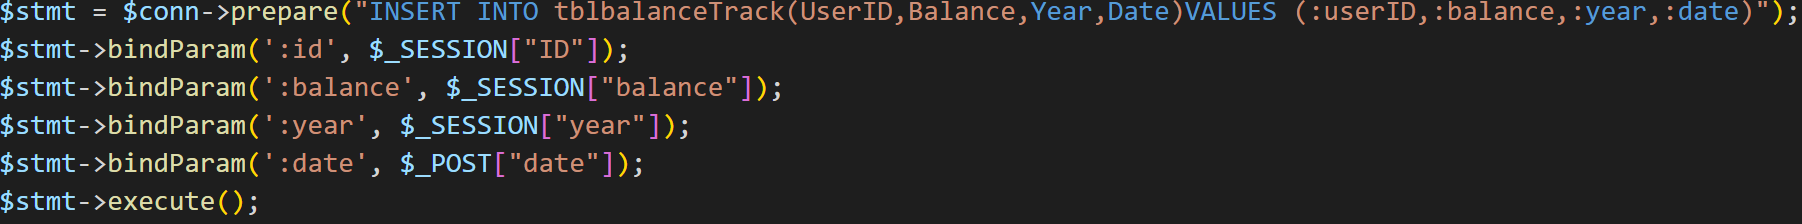 $stmt = $conn->prepare("INSERT INTO tblbalanceTrack(UserID,Balance,Year,Date)VALUES (:userID,:balance,:year,:date)");
$stmt->bindParam(':id', $_SESSION["ID"]);
$stmt->bindParam(':balance', $_SESSION["balance"]);
$stmt->bindParam(':year', $_SESSION["year"]);
$stmt->bindParam(':date', $_POST["date"]);
$stmt->execute();